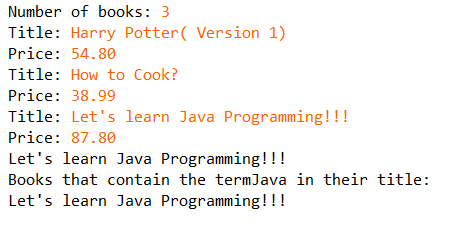 Number of books: 3
Title: Harry Potter( Version 1)
Price: 54.80
Title: How to Cook?
Price: 38.99
Title: Let's learn Java Programming!!!
Price: 87.80
Let's learn Java Programming!!!
Books that contain the termJava in their title:
Let's learn Java Programming!!!